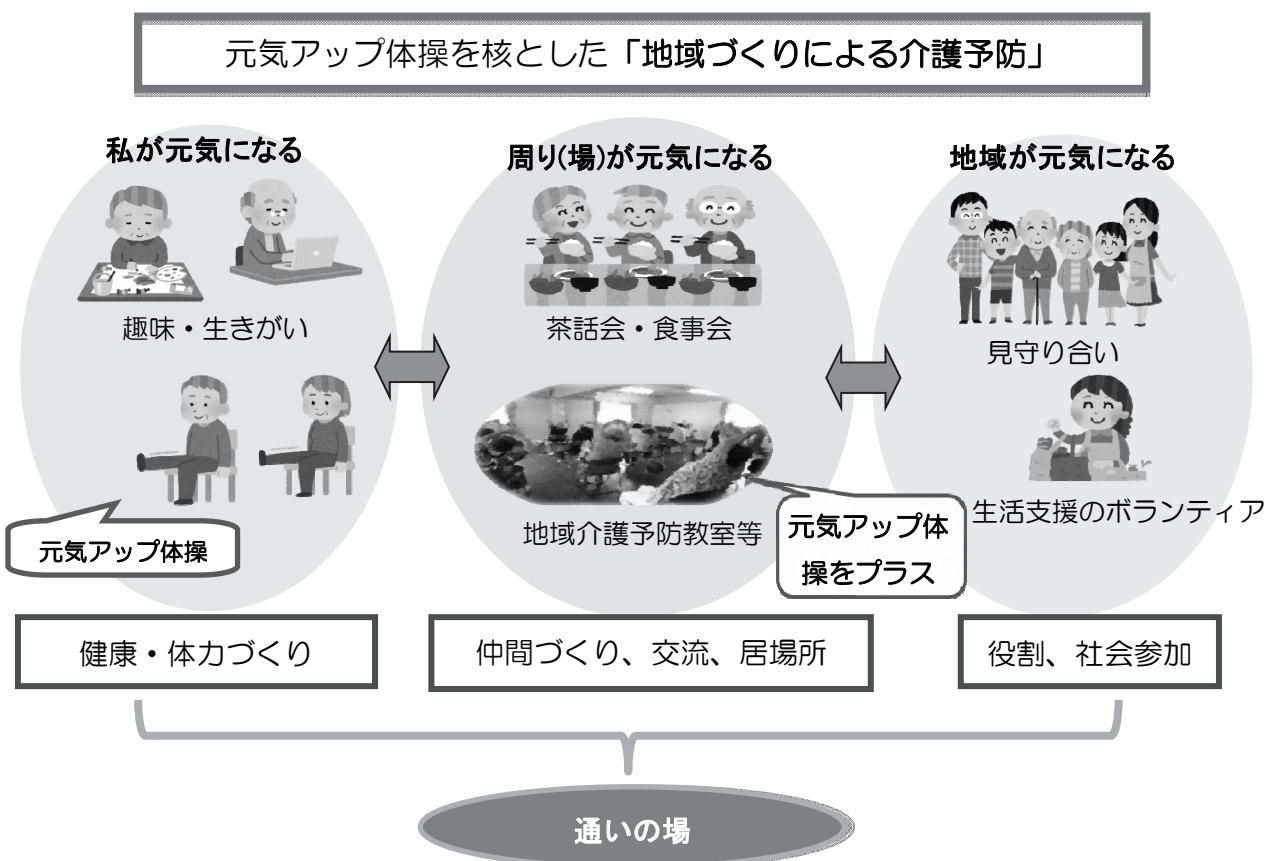 元気アップ体操を核とした「地域づくりによる介護予防」
私が元気になる
趣味・生きがい
元気アップ体操
健康・体力づくり
周り(場)が元気になる
茶話会・食事会
地域介護予防教室等
元気アップ体
操をプラス
仲間づくり、交流、居場所
地域が元気になる
見守り合い
生活支援のボランティア
役割、社会参加
通いの場